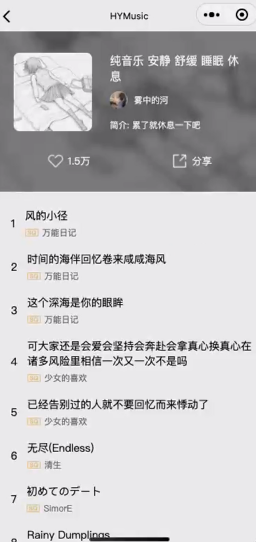 HYMusic
纯音乐 安静 舒缓 睡眠 休
息
雾中的河
简介: 累了就休息一下吧
1.5万
分享
1
风的小径
SQ 万能日记
2
时间的海伴回忆卷来咸咸海风
SQ 万能日记
3
这个深海是你的眼眸
SQ 万能日记
可大家还是会爱会坚持会奔赴会拿真心换真心在
4
诸多风险里相信一次又一次不是吗
SQ 少女的喜欢
5
已经告别过的人就不要回忆而来悸动了
SQ 少女的喜欢
6
无尽(Endless)
SQ 清生
7
初めてのデート
SQ SimorE
8
Rainy Dumplings